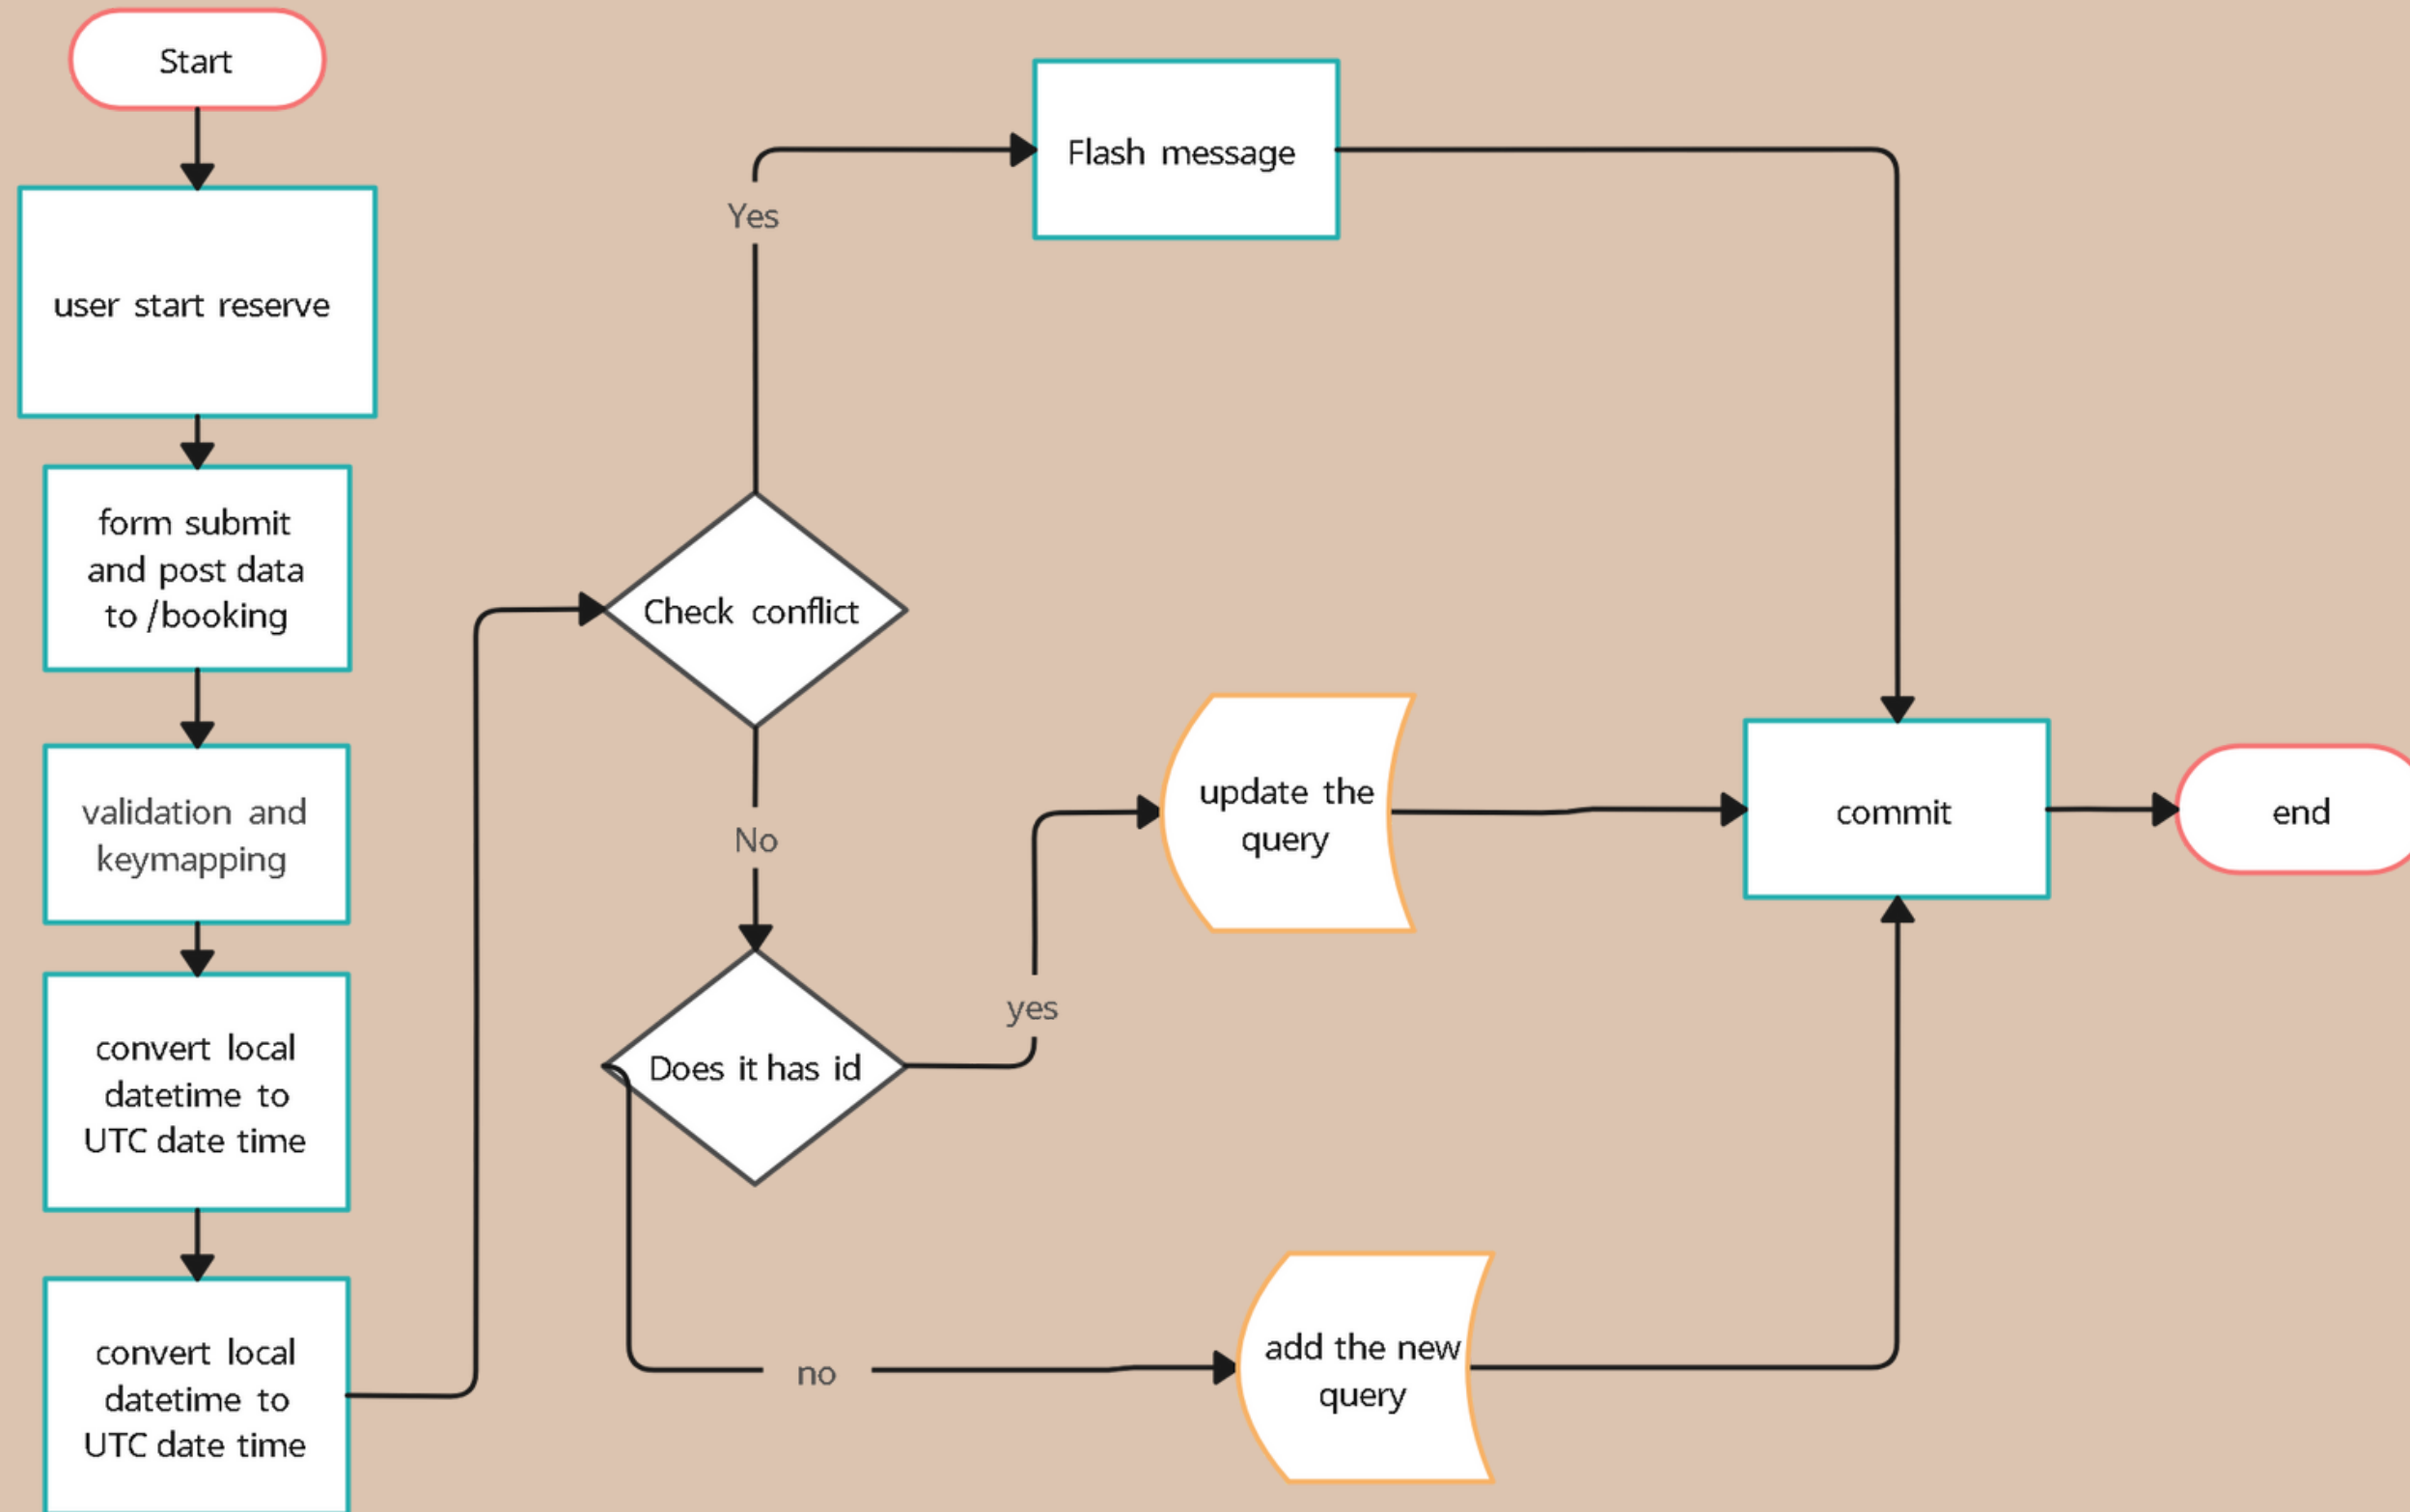 Start
user start reserve
form submit
and post data
to /booking
validation and
keymapping
convert local
datetime to
UTC date time
convert local
datetime to
UTC date time
Yes
Flash message
Check conflict
No
Does it has id
yes
update the
query
no
add the new
query
commit
end